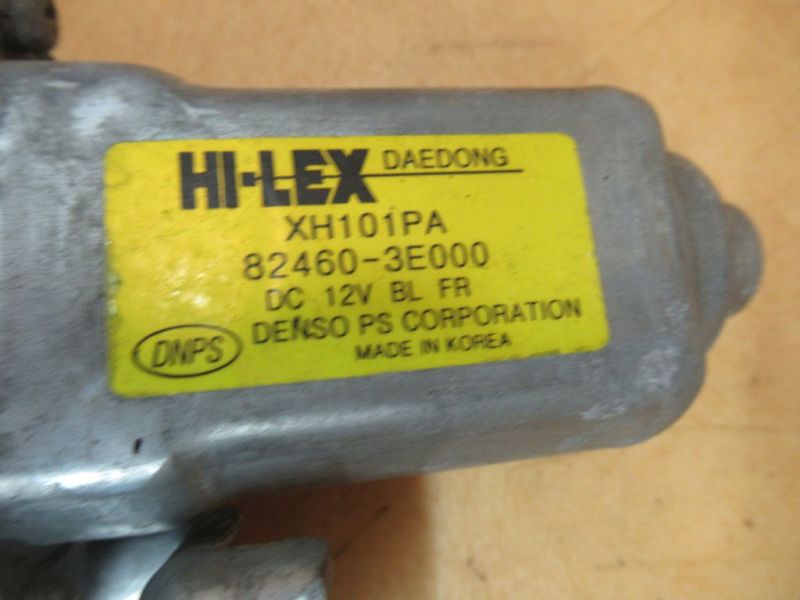 HI-LEX DAEDONG
XH101PA
82460-3E000
DC 12V BL FR
DENSO PS CORPORATION
DNPS
MADE IN KOREA